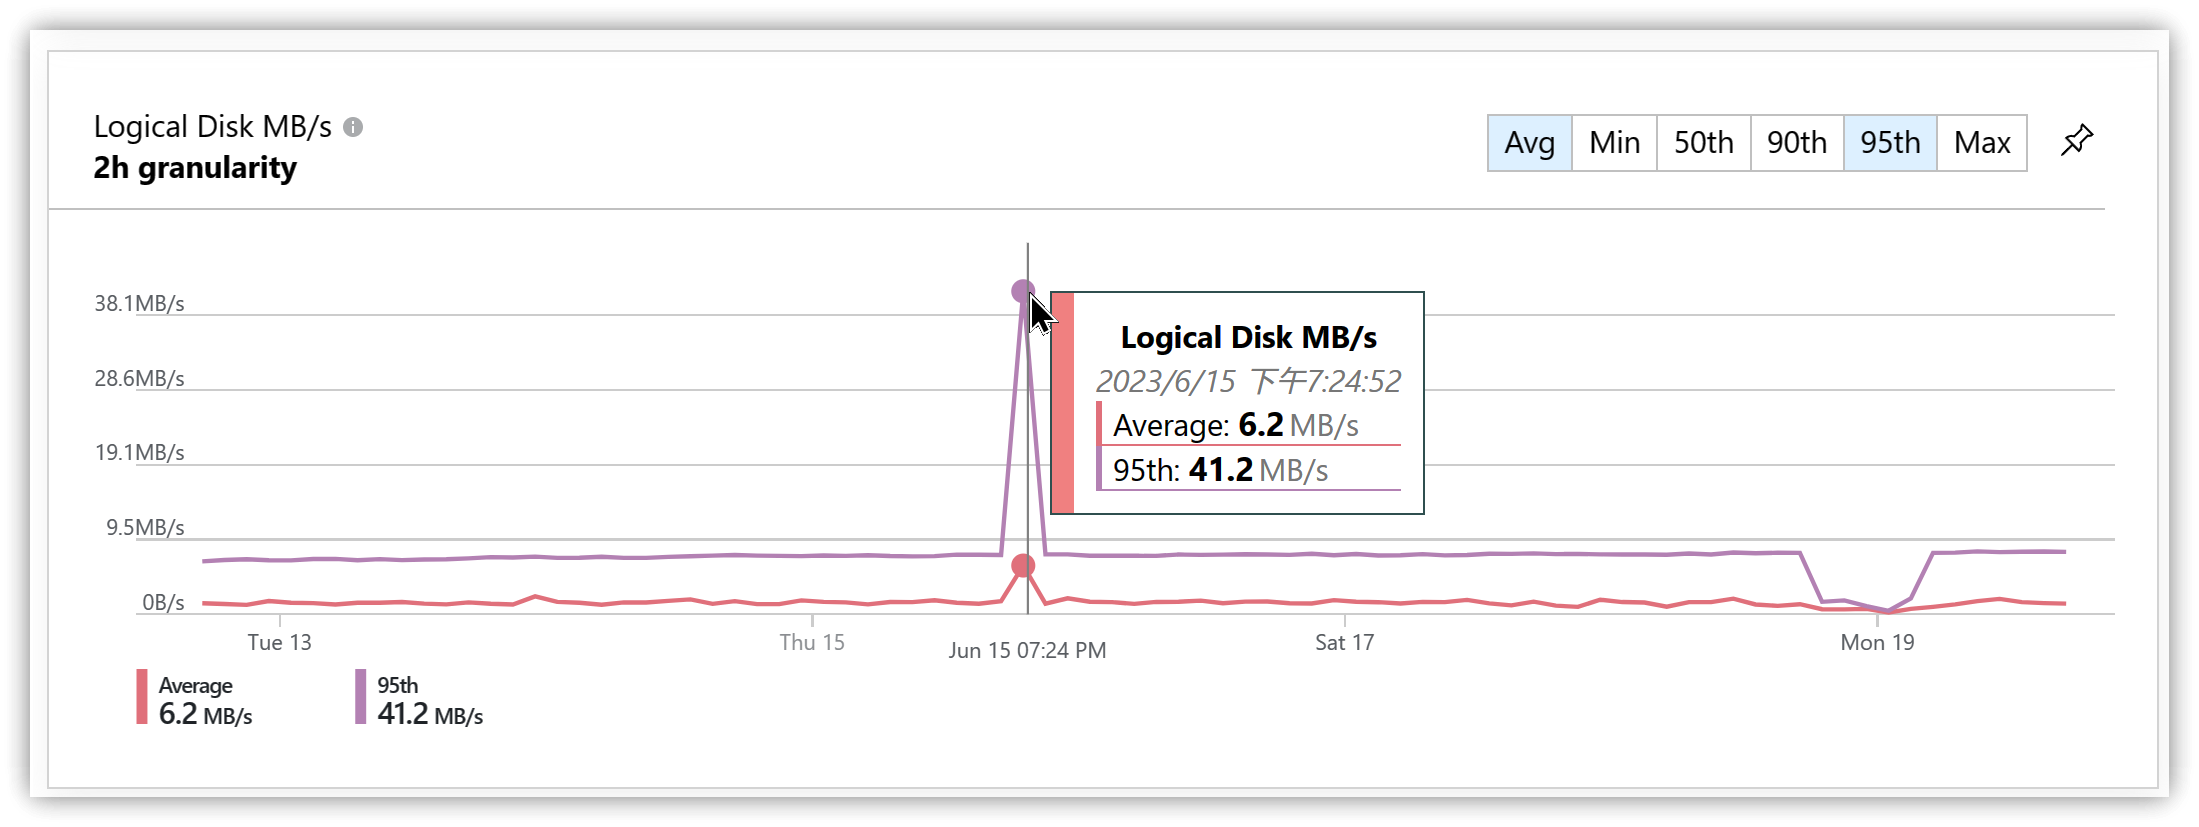 Logical Disk MB/s
2h granularity
Avg Min 50th 90th 95th Max
38.1MB/s
28.6MB/s
19.1MB/s
9.5MB/s
0B/s
Logical Disk MB/s
2023/6/15 下午7:24:52
Average: 6.2 MB/s
95th: 41.2 MB/s
Tue 13
Thu 15
Jun 15 07:24 PM
Sat 17
Mon 19
Average
6.2 MB/s
95th
41.2 MB/s